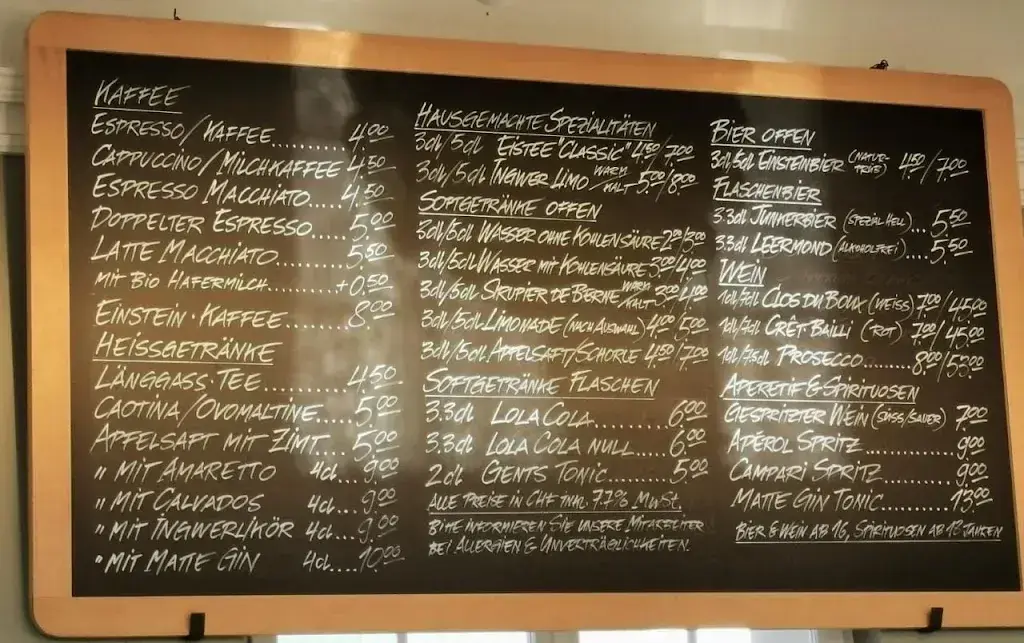 KAFFEE
ESPRESSO/KAFFEE.......... 4.00
CAPPUCCINO/MILCHKAFFEE 4.50
ESPRESSO MACCHIATO.... 4.50
DOPPELTER ESPRESSO..... 5.00
LATTE MACCHIATO......... 5.50
MIT BIO HAFERMILCH...... +0.50
EINSTEIN·KAFFEE....... 8.00
HEISSGETRÄNKE
LÄNGGASS·TEE.......... 4.50
CAOTINA/OVOMALTINE.... 5.00
APFELSAFT MIT ZIMT.... 5.00
" MIT AMARETTO 4cl... 9.00
" MIT CALVADOS 4cl... 9.00
" MIT INGWERLIKÖR 4cl... 9.00
" MIT MATTE GIN 4cl.... 10.00
HAUSGEMACHTE SPEZIALITÄTEN
3dl/5dl EISTEE "CLASSIC" 4.50/7.00
3dl/5dl INGWER LIMO WARM/KALT 5.00/8.00
SOFTGETRÄNKE OFFEN
3dl/5dl WASSER OHNE KOHLENSÄURE 2.00/3.00
3dl/5dl WASSER MIT KOHLENSÄURE 3.00/4.00
3dl/5dl SIRUPIER DE BERNE WARM/KALT 3.00/4.00
3dl/5dl LIMONADE (NACH AUSWAHL) 4.00/5.00
3dl/5dl APFELSAFT/SCHORLE 4.50/7.00
SOFTGETRÄNKE FLASCHEN
3.3dl LOLA COLA............ 6.00
3.3dl LOLA COLA NULL..... 6.00
2dl GENTS TONIC........ 5.00
ALLE PREISE IN CHF INKL. 7.7% MWST.
BITTE INFORMIEREN SIE UNSERE MITARBEITER
BEI ALLERGIEN & UNVERTRÄGLICHKEITEN.
BIER OFFEN
3dl/5dl EINSTEINBIER (NATURTRÜB) 4.50/7.00
FLASCHENBIER
3.3dl JUNKERBIER (SPEZIAL HELL)... 5.50
3.3dl LEERMOND (ALKOHOLFREI).... 5.50
WEIN
1dl/7dl CLOS DU BOUX (WEISS) 7.00/45.00
1dl/7dl CRÊT BAILLI (ROT) 7.00/45.00
1dl/7.5dl PROSECCO........ 8.00/53.00
APERETIF & SPIRITUOSEN
GESPRITZTER WEIN (SÜSS/SAUER) 7.00
APÉROL SPRITZ............... 9.00
CAMPARI SPRITZ............. 9.00
MATTE GIN TONIC........... 13.00
BIER & WEIN AB 16, SPIRITUOSEN AB 18 JAHREN